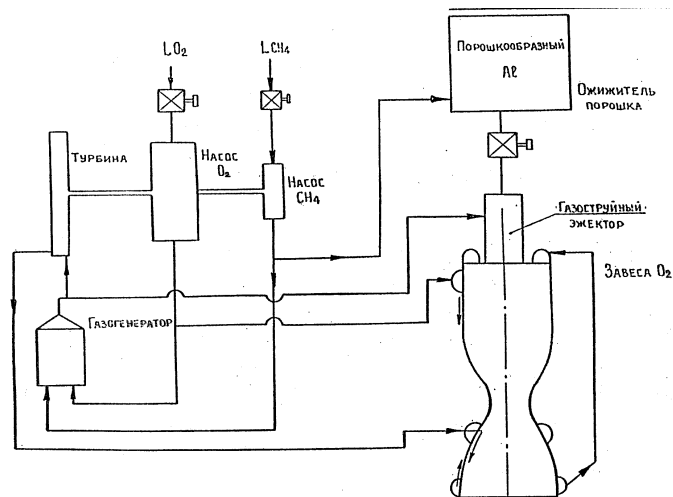 LO₂
LCH₄
Порошкообразный
Al
Ожижитель
порошка
Турбина
Насос
O₂
Насос
CH₄
Газоструйный
эжектор
Завеса O₂
Газогенератор